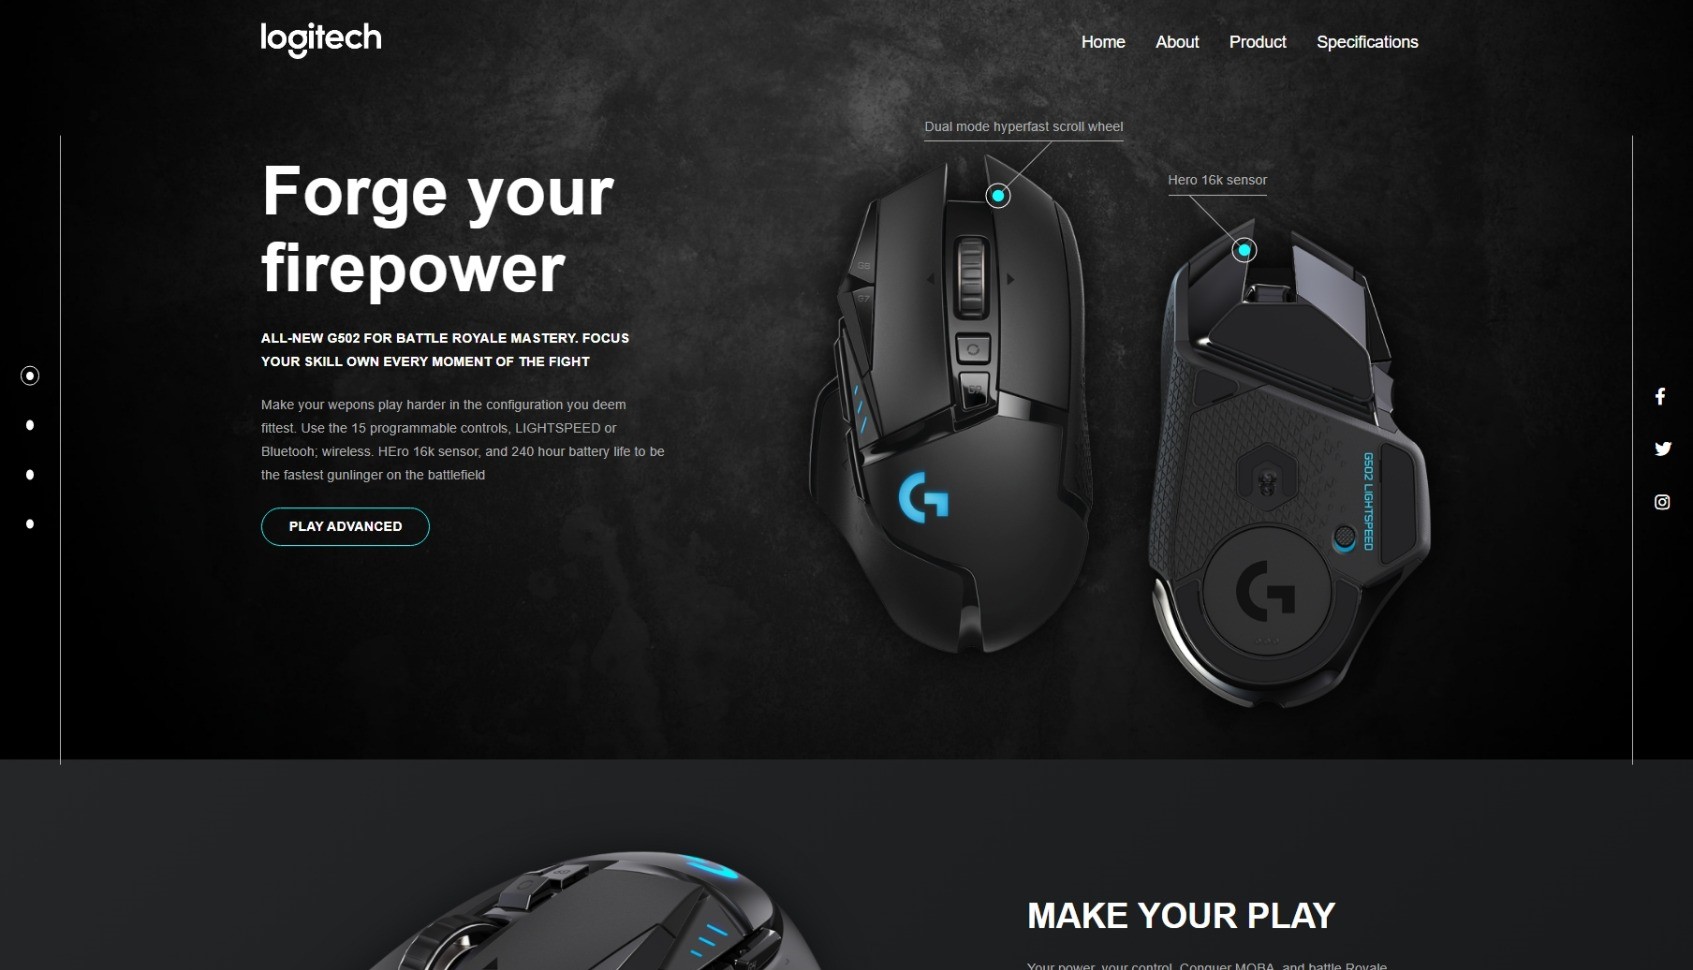 logitech
Home About Product Specifications
Dual mode hyperfast scroll wheel
Hero 16k sensor
Forge your
firepower
ALL-NEW G502 FOR BATTLE ROYALE MASTERY. FOCUS
YOUR SKILL OWN EVERY MOMENT OF THE FIGHT
Make your wepons play harder in the configuration you deem
fittest. Use the 15 programmable controls, LIGHTSPEED or
Bluetooh; wireless. HEro 16k sensor, and 240 hour battery life to be
the fastest gunlinger on the battlefield
PLAY ADVANCED
G8
G7
G9
G502 LIGHTSPEED
MAKE YOUR PLAY
Your power, your control. Conquer MOBA, and battle Royale